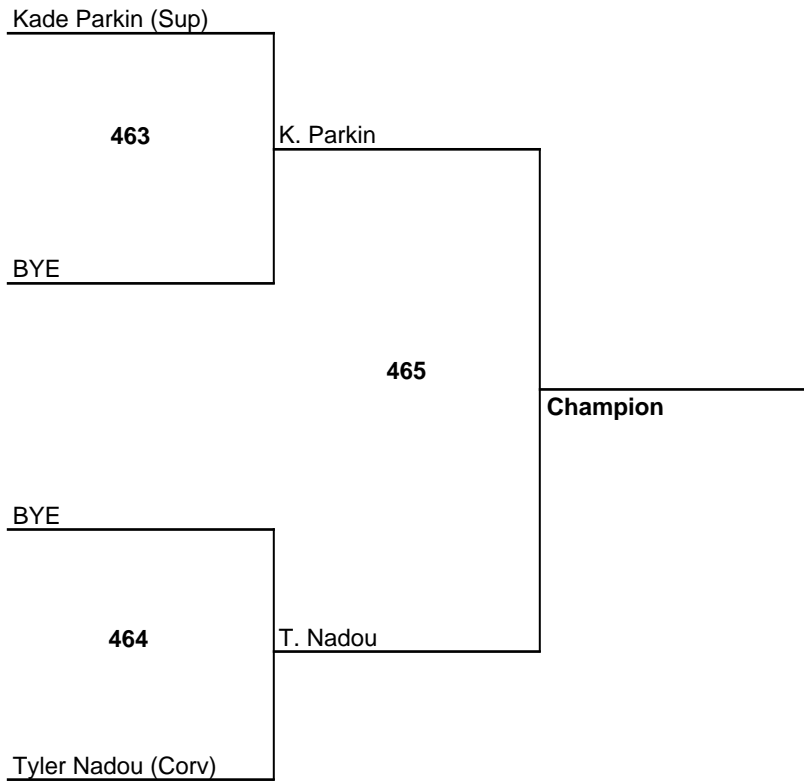 Kade Parkin (Sup)
463
K. Parkin
BYE
465
Champion
BYE
464
T. Nadou
Tyler Nadou (Corv)